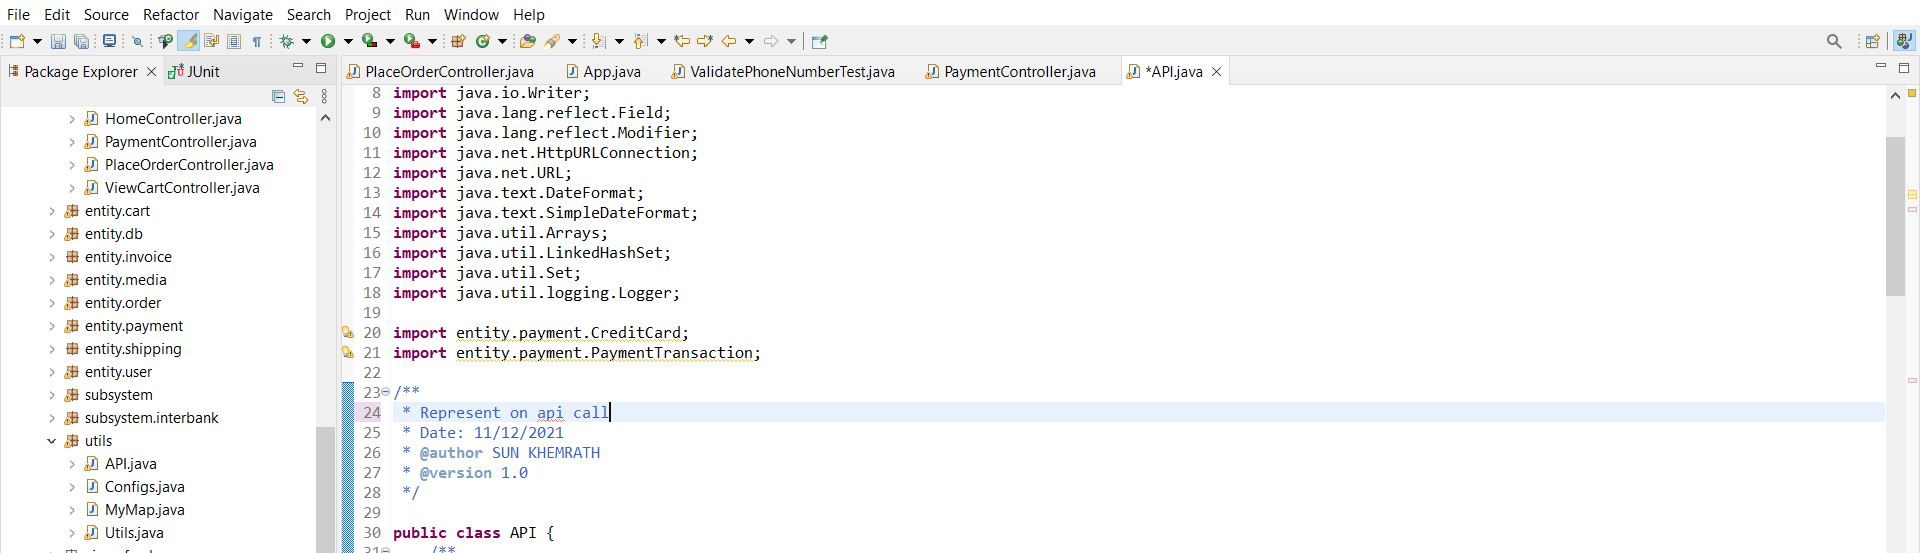 File Edit Source Refactor Navigate Search Project Run Window Help
Package Explorer JUnit
PlaceOrderController.java App.java ValidatePhoneNumberTest.java PaymentController.java *API.java
HomeController.java
PaymentController.java
PlaceOrderController.java
ViewCartController.java
entity.cart
entity.db
entity.invoice
entity.media
entity.order
entity.payment
entity.shipping
entity.user
subsystem
subsystem.interbank
utils
API.java
Configs.java
MyMap.java
Utils.java
8 import java.io.Writer;
9 import java.lang.reflect.Field;
10 import java.lang.reflect.Modifier;
11 import java.net.HttpURLConnection;
12 import java.net.URL;
13 import java.text.DateFormat;
14 import java.text.SimpleDateFormat;
15 import java.util.Arrays;
16 import java.util.LinkedHashSet;
17 import java.util.Set;
18 import java.util.logging.Logger;
19
20 import entity.payment.CreditCard;
21 import entity.payment.PaymentTransaction;
22
23 /**
24 * Represent on api call
25 * Date: 11/12/2021
26 * @author SUN KHEMRATH
27 * @version 1.0
28 */
29
30 public class API {
31 /**